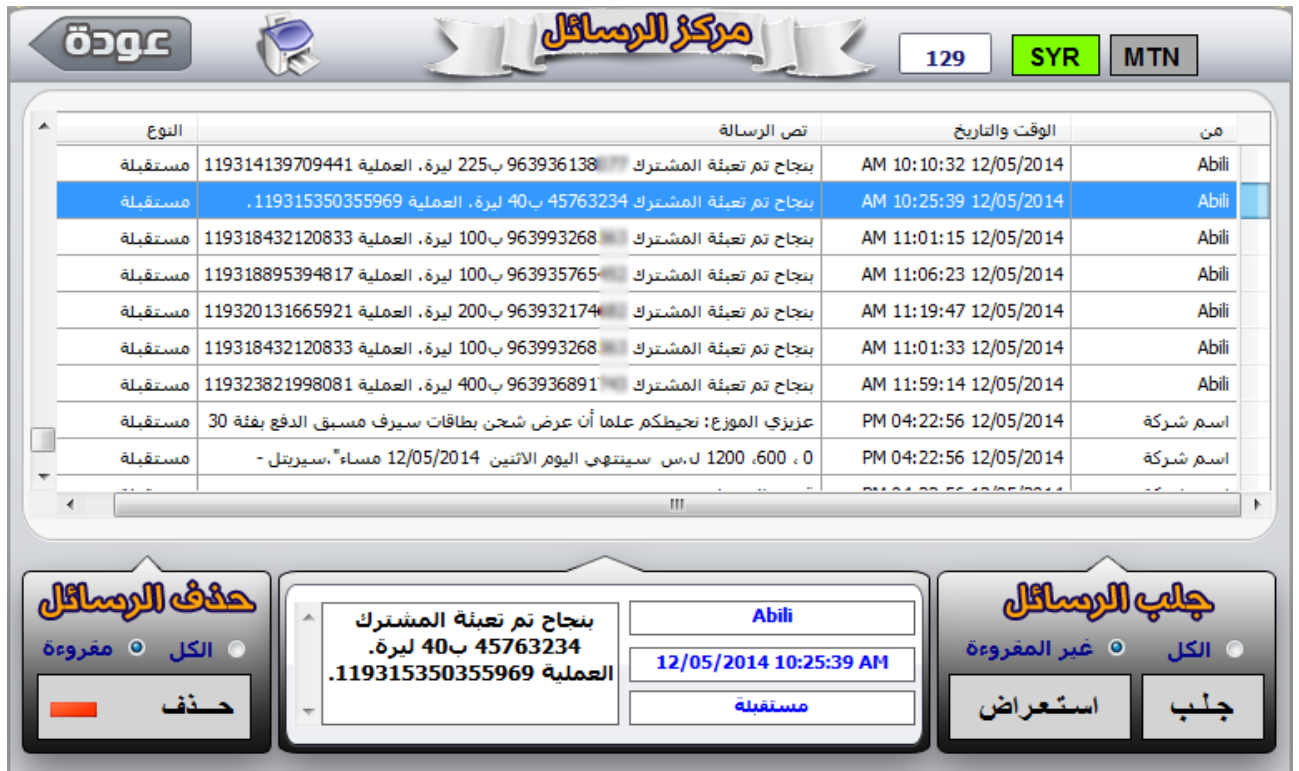 عودة
مركز الرسائل
129 SYR MTN
من الوقت والتاريخ تص الرسالة النوع
Abili 12/05/2014 10:10:32 AM بنجاح تم تعبئة المشترك 963936138 ب225 ليرة. العملية 119314139709441 مستقبلة
Abili 12/05/2014 10:25:39 AM بنجاح تم تعبئة المشترك 45763234 ب40 ليرة. العملية 119315350355969. مستقبلة
Abili 12/05/2014 11:01:15 AM بنجاح تم تعبئة المشترك 963993268 ب100 ليرة. العملية 119318432120833 مستقبلة
Abili 12/05/2014 11:06:23 AM بنجاح تم تعبئة المشترك 963935765 ب100 ليرة. العملية 119318895394817 مستقبلة
Abili 12/05/2014 11:19:47 AM بنجاح تم تعبئة المشترك 963932174 ب200 ليرة. العملية 119320131665921 مستقبلة
Abili 12/05/2014 11:01:33 AM بنجاح تم تعبئة المشترك 963993268 ب100 ليرة. العملية 119318432120833 مستقبلة
Abili 12/05/2014 11:59:14 AM بنجاح تم تعبئة المشترك 963936891 ب400 ليرة. العملية 119323821998081 مستقبلة
اسم شركة 12/05/2014 04:22:56 PM عزيزي الموزع: نحيطكم علما أن عرض شحن بطاقات سيرف مسبق الدفع بفئة 30 مستقبلة
اسم شركة 12/05/2014 04:22:56 PM 0 ، 600، 1200 ل.س سينتهي اليوم الاثنين 12/05/2014 مساء".سيريتل - مستقبلة
جلب الرسائل
الكل غير المقروءة
جلب استعراض
Abili
12/05/2014 10:25:39 AM
مستقبلة
بنجاح تم تعبئة المشترك
45763234 ب40 ليرة.
العملية 119315350355969.
حذف الرسائل
الكل مقروءة
حــذف